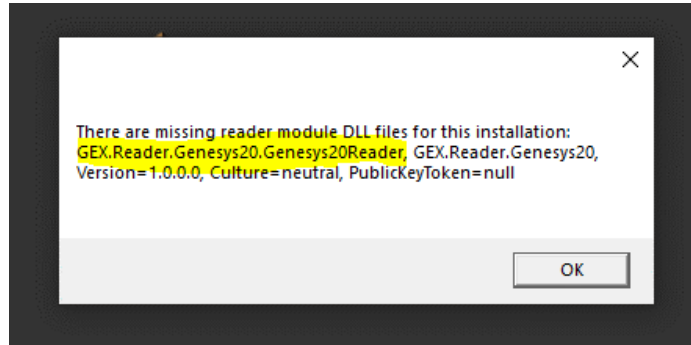 There are missing reader module DLL files for this installation:
GEX.Reader.Genesys20.Genesys20Reader, GEX.Reader.Genesys20,
Version=1.0.0.0, Culture=neutral, PublicKeyToken=null
OK